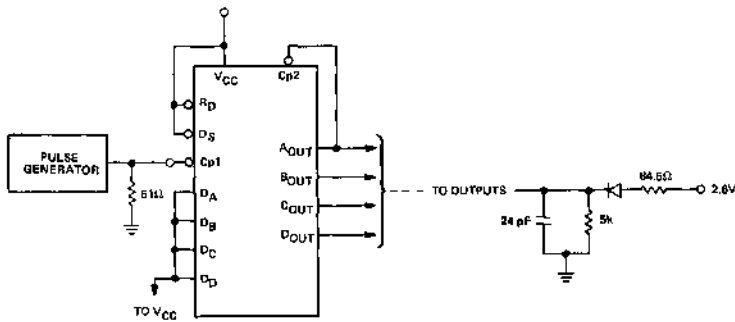 VCC
Cp2
RD
DS
PULSE
GENERATOR
Cp1
51Ω
DA
DB
DC
DD
TO VCC
AOUT
BOUT
COUT
DOUT
TO OUTPUTS
24 pF
5k
84.5Ω
2.6V